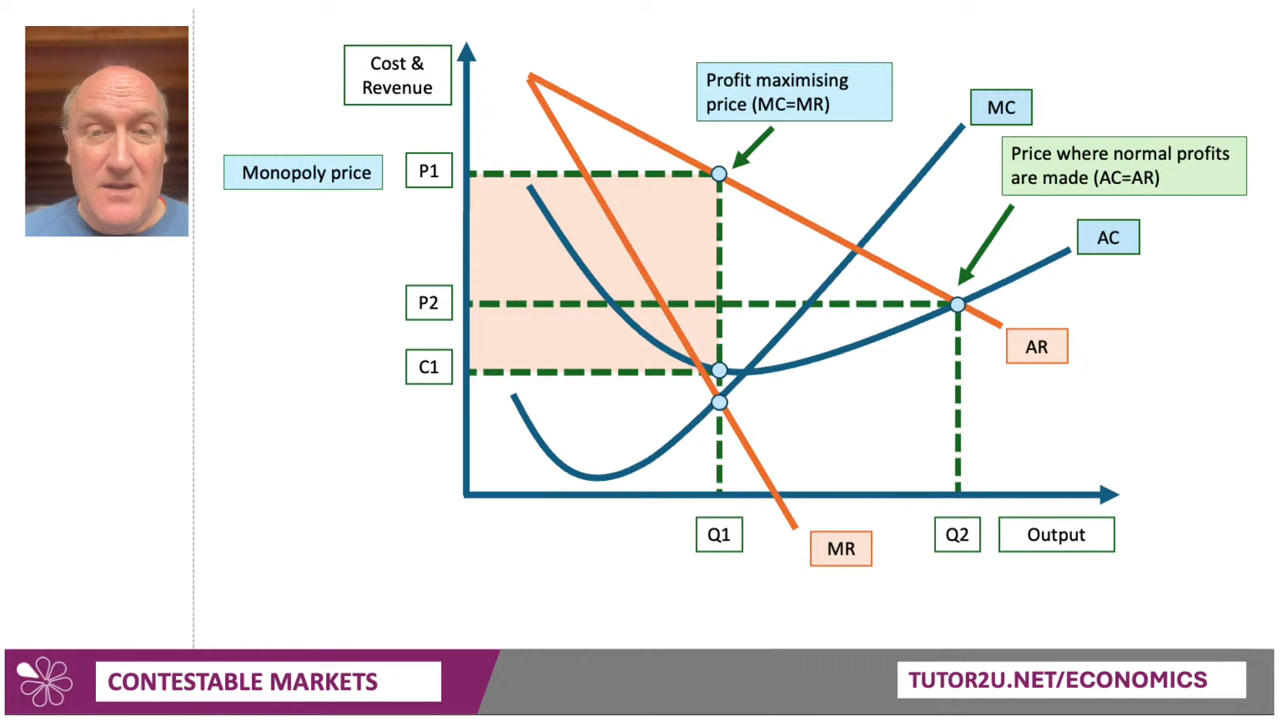 Cost &
Revenue
Profit maximising
price (MC=MR)
MC
Price where normal profits
are made (AC=AR)
Monopoly price
P1
AC
P2
AR
C1
Q1
Q2
Output
MR
CONTESTABLE MARKETS
TUTOR2U.NET/ECONOMICS